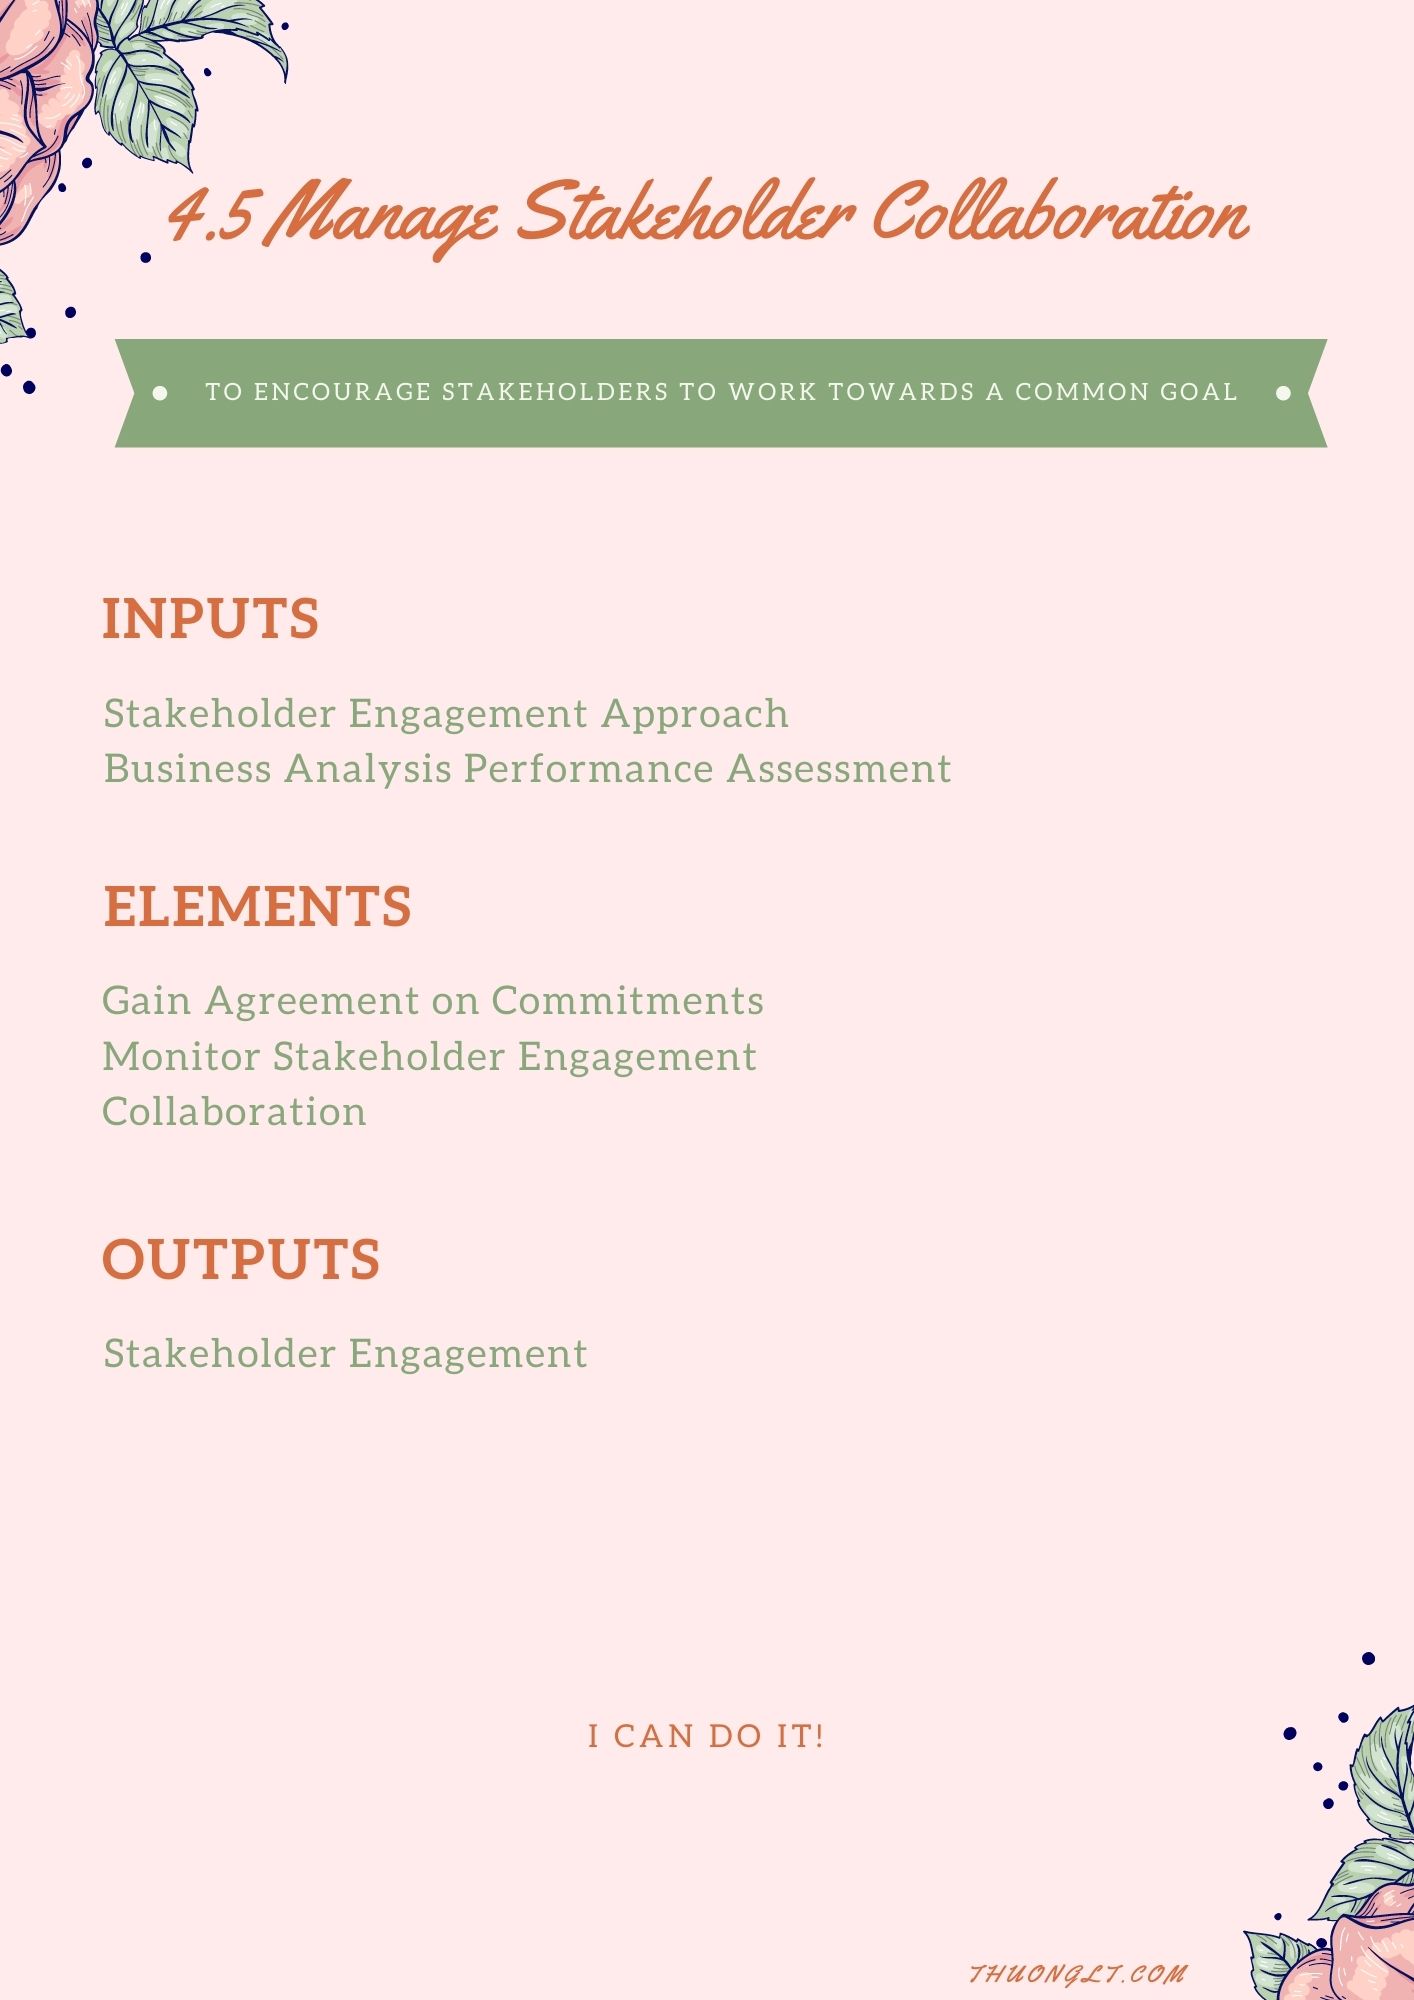 4.5 Manage Stakeholder Collaboration
TO ENCOURAGE STAKEHOLDERS TO WORK TOWARDS A COMMON GOAL
INPUTS
Stakeholder Engagement Approach
Business Analysis Performance Assessment
ELEMENTS
Gain Agreement on Commitments
Monitor Stakeholder Engagement
Collaboration
OUTPUTS
Stakeholder Engagement
I CAN DO IT!
THUONGLT.COM